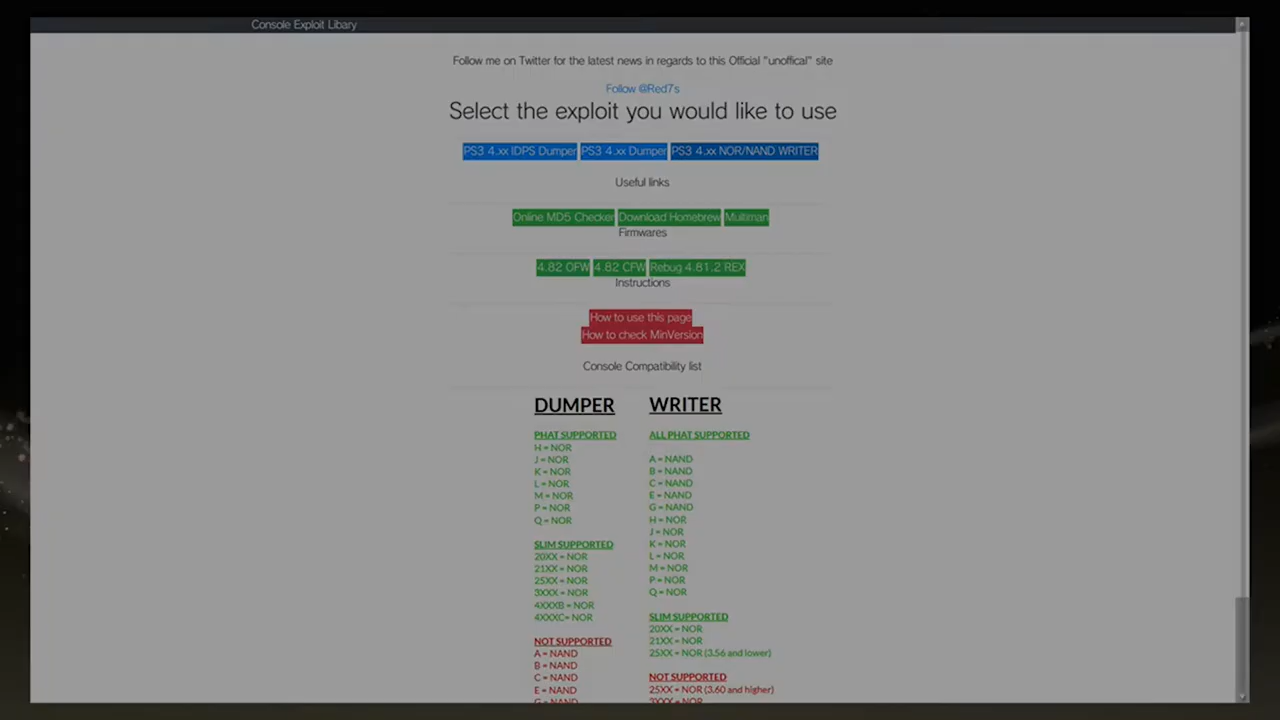 Console Exploit Libary
Follow me on Twitter for the latest news in regards to this Official "unoffical" site
Follow @Red7s
Select the exploit you would like to use
PS3 4.xx IDPS Dumper PS3 4.xx Dumper PS3 4.xx NOR/NAND WRITER
Useful links
Online MD5 Checker Download Homebrew Multiman
Firmwares
4.82 OFW 4.82 CFW Rebug 4.81.2 REX
Instructions
How to use this page
How to check MinVersion
Console Compatibility list
DUMPER
PHAT SUPPORTED
H = NOR
J = NOR
K = NOR
L = NOR
M = NOR
P = NOR
Q = NOR
SLIM SUPPORTED
20XX = NOR
21XX = NOR
25XX = NOR
3XXX = NOR
4XXXB = NOR
4XXXC= NOR
NOT SUPPORTED
A = NAND
B = NAND
C = NAND
E = NAND
G = NAND
WRITER
ALL PHAT SUPPORTED
A = NAND
B = NAND
C = NAND
E = NAND
G = NAND
H = NOR
J = NOR
K = NOR
L = NOR
M = NOR
P = NOR
Q = NOR
SLIM SUPPORTED
20XX = NOR
21XX = NOR
25XX = NOR (3.56 and lower)
NOT SUPPORTED
25XX = NOR (3.60 and higher)
3XXX = NOR